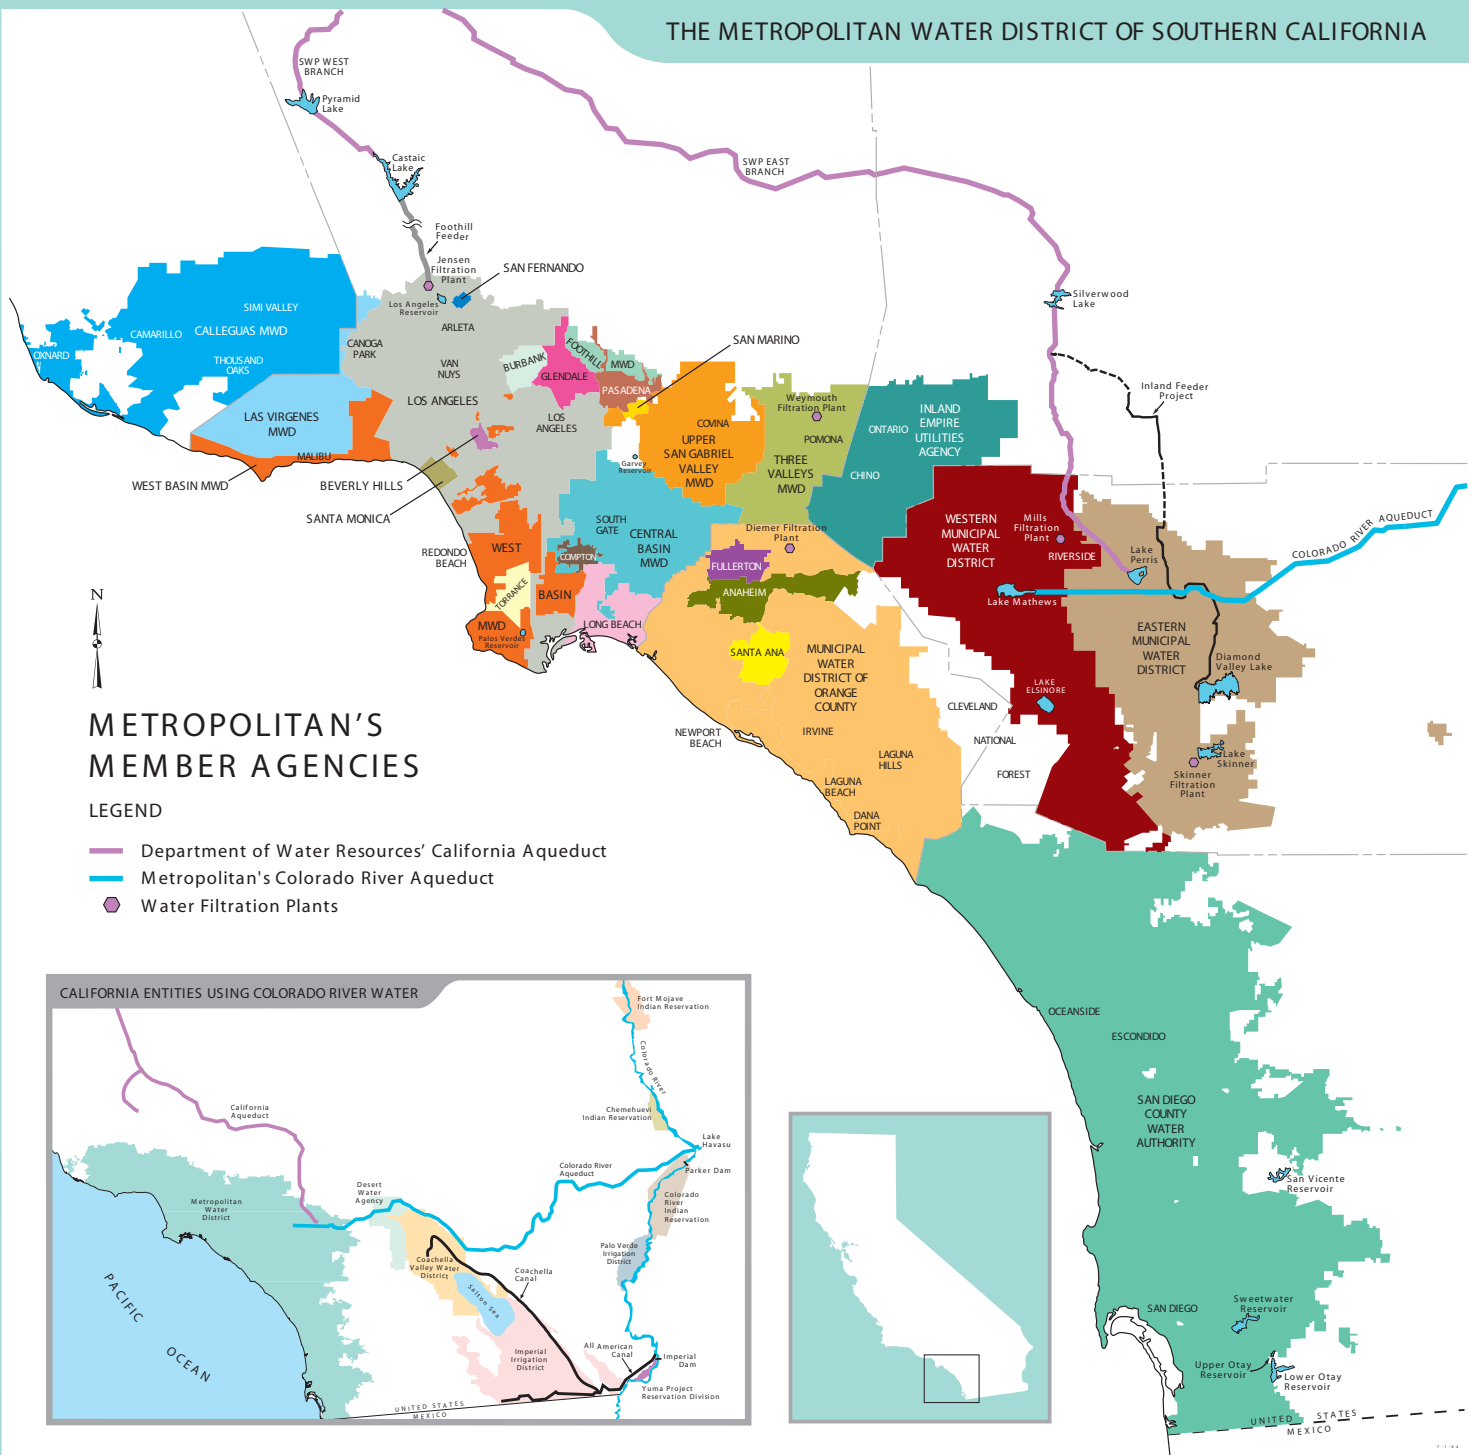 THE METROPOLITAN WATER DISTRICT OF SOUTHERN CALIFORNIA
SWP WEST
BRANCH
Pyramid
Lake
Castaic
Lake
SWP EAST
BRANCH
Foothill
Feeder
Jensen
Filtration
Plant
SAN FERNANDO
Los Angeles
Reservoir
Silverwood
Lake
SIMI VALLEY
CAMARILLO
CALLEGUAS MWD
OXNARD
THOUSAND
OAKS
ARLETA
CANOGA
PARK
VAN
NUYS
BURBANK
GLENDALE
FOOTHILL
MWD
PASADENA
SAN MARINO
LOS ANGELES
LOS
ANGELES
LAS VIRGENES
MWD
MALIBU
WEST BASIN MWD
BEVERLY HILLS
SANTA MONICA
Garvey
Reservoir
COVINA
UPPER
SAN GABRIEL
VALLEY
MWD
Weymouth
Filtration Plant
POMONA
THREE
VALLEYS
MWD
ONTARIO
INLAND
EMPIRE
UTILITIES
AGENCY
CHINO
Inland Feeder
Project
REDONDO
BEACH
WEST
BASIN
MWD
TORRANCE
Palos Verdes
Reservoir
COMPTON
SOUTH
GATE
CENTRAL
BASIN
MWD
LONG BEACH
Diemer Filtration
Plant
FULLERTON
ANAHEIM
SANTA ANA
MUNICIPAL
WATER
DISTRICT OF
ORANGE
COUNTY
NEWPORT
BEACH
IRVINE
LAGUNA
HILLS
LAGUNA
BEACH
DANA
POINT
WESTERN
MUNICIPAL
WATER
DISTRICT
Mills
Filtration
Plant
RIVERSIDE
Lake
Perris
Lake Mathews
COLORADO RIVER AQUEDUCT
EASTERN
MUNICIPAL
WATER
DISTRICT
Diamond
Valley Lake
LAKE
ELSINORE
CLEVELAND
NATIONAL
FOREST
Lake
Skinner
Skinner
Filtration
Plant
N
METROPOLITAN'S
MEMBER AGENCIES
LEGEND
Department of Water Resources' California Aqueduct
Metropolitan's Colorado River Aqueduct
Water Filtration Plants
OCEANSIDE
ESCONDIDO
SAN DIEGO
COUNTY
WATER
AUTHORITY
San Vicente
Reservoir
SAN DIEGO
Sweetwater
Reservoir
Upper Otay
Reservoir
Lower Otay
Reservoir
UNITED STATES
MEXICO
CALIFORNIA ENTITIES USING COLORADO RIVER WATER
Fort Mojave
Indian Reservation
Colorado River
California
Aqueduct
Chemehuevi
Indian Reservation
Lake
Havasu
Parker Dam
Colorado River
Aqueduct
Desert
Water
Agency
Metropolitan
Water
District
Colorado
River
Indian
Reservation
Palo Verde
Irrigation
District
Coachella
Valley Water
District
Coachella
Canal
Salton Sea
PACIFIC
OCEAN
Imperial
Irrigation
District
All American
Canal
Imperial
Dam
Yuma Project
Reservation Division
UNITED STATES
MEXICO